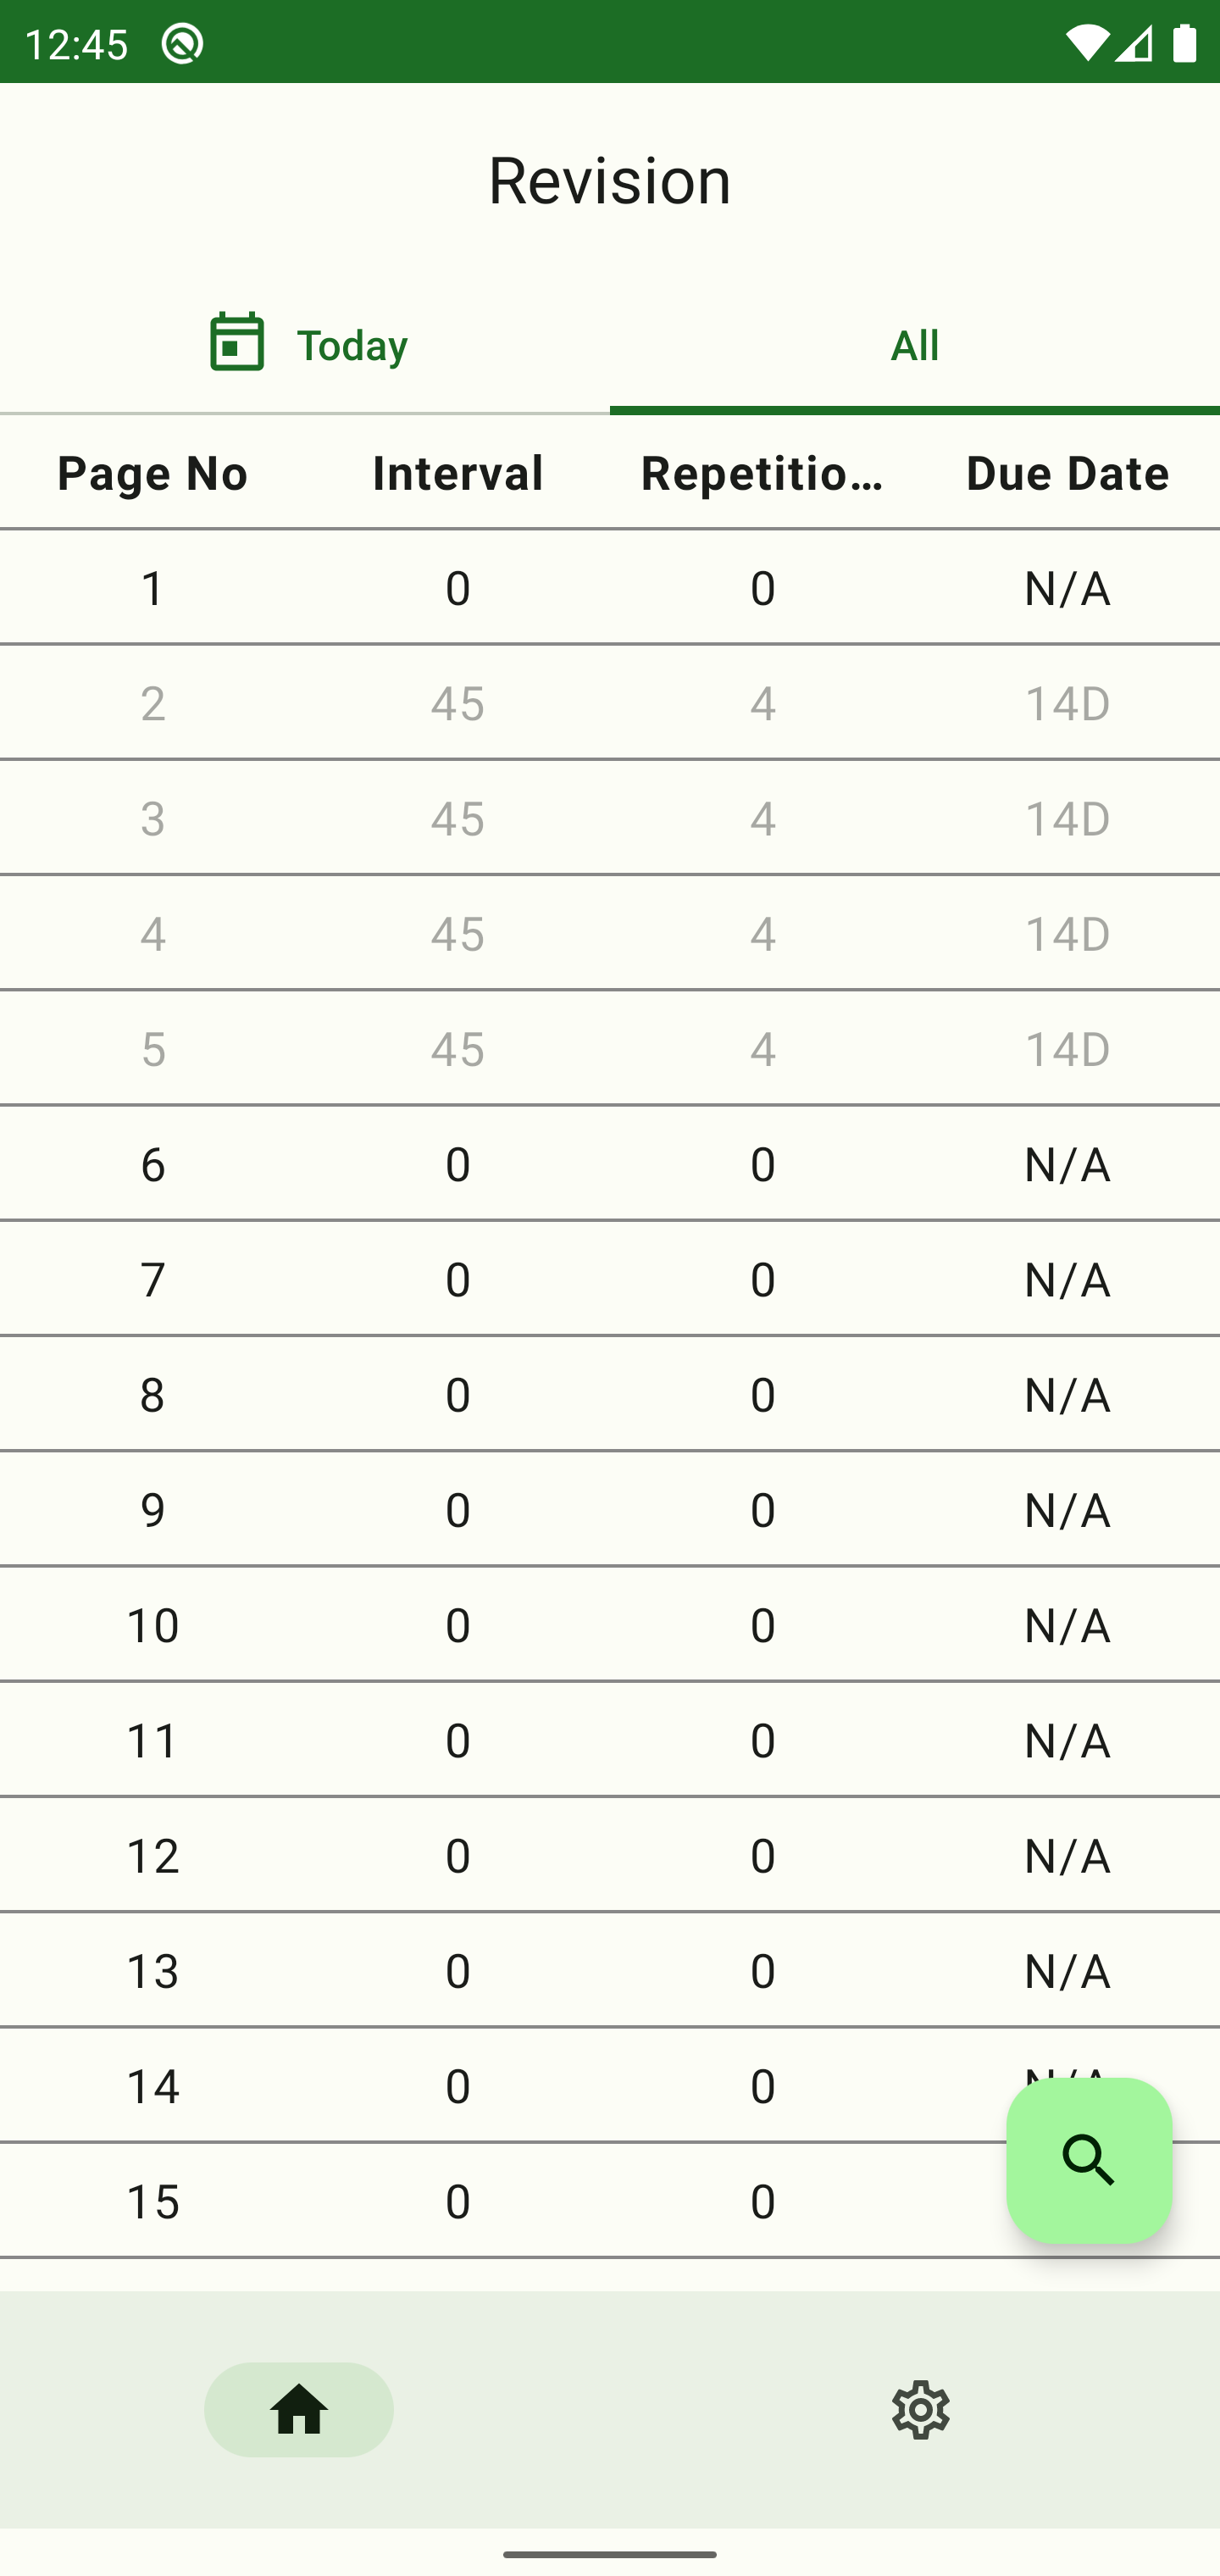 12:45
Revision
Today All
Page No Interval Repetitio… Due Date
1 0 0 N/A
2 45 4 14D
3 45 4 14D
4 45 4 14D
5 45 4 14D
6 0 0 N/A
7 0 0 N/A
8 0 0 N/A
9 0 0 N/A
10 0 0 N/A
11 0 0 N/A
12 0 0 N/A
13 0 0 N/A
14 0 0
15 0 0